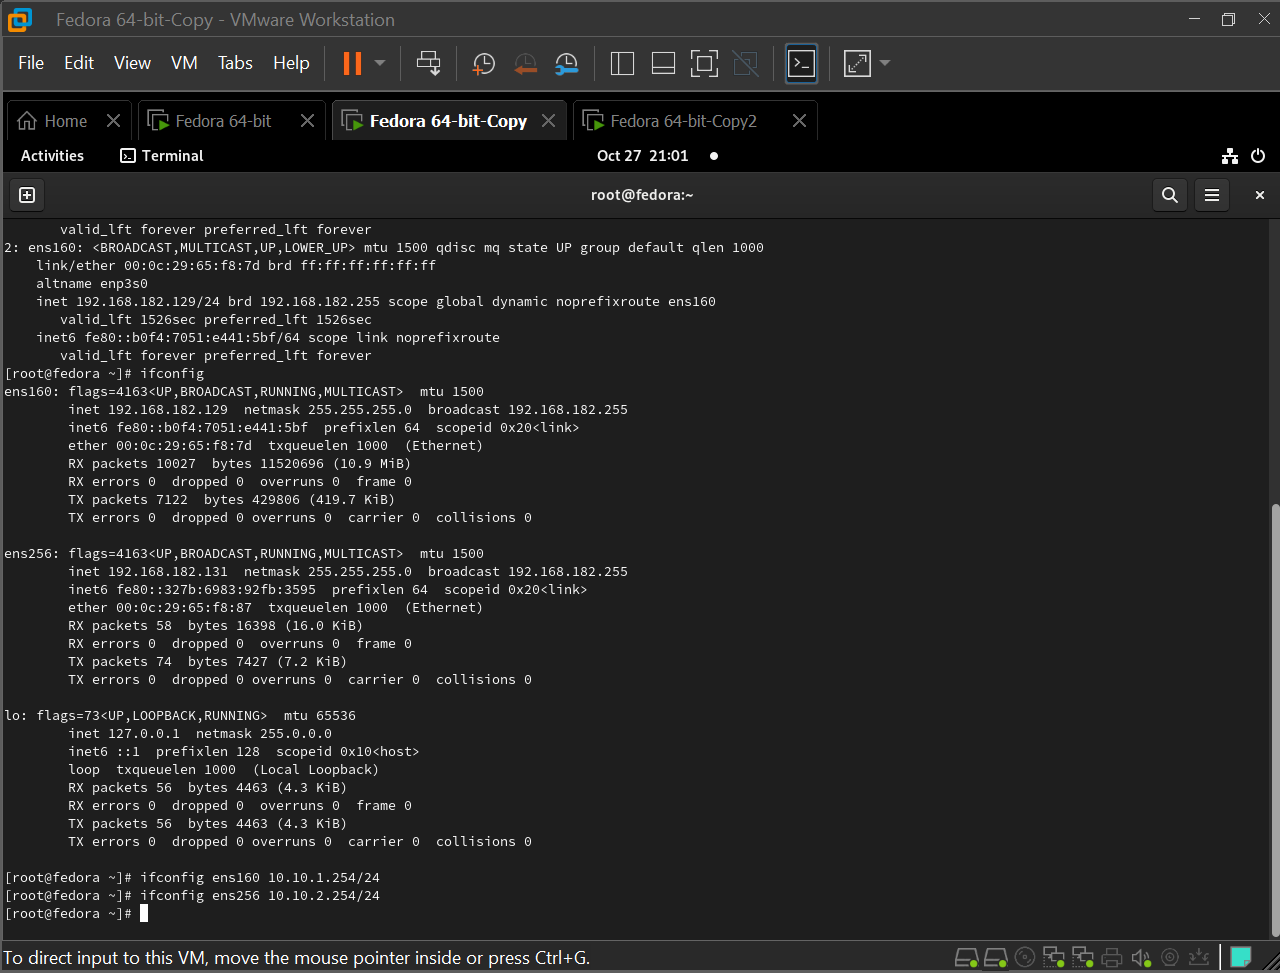 Fedora 64-bit-Copy - VMware Workstation
File Edit View VM Tabs Help
Home Fedora 64-bit Fedora 64-bit-Copy Fedora 64-bit-Copy2
Activities Terminal Oct 27 21:01
root@fedora:~
valid_lft forever preferred_lft forever
2: ens160: <BROADCAST,MULTICAST,UP,LOWER_UP> mtu 1500 qdisc mq state UP group default qlen 1000
link/ether 00:0c:29:65:f8:7d brd ff:ff:ff:ff:ff:ff
altname enp3s0
inet 192.168.182.129/24 brd 192.168.182.255 scope global dynamic noprefixroute ens160
valid_lft 1526sec preferred_lft 1526sec
inet6 fe80::b0f4:7051:e441:5bf/64 scope link noprefixroute
valid_lft forever preferred_lft forever
[root@fedora ~]# ifconfig
ens160: flags=4163<UP,BROADCAST,RUNNING,MULTICAST>  mtu 1500
inet 192.168.182.129  netmask 255.255.255.0  broadcast 192.168.182.255
inet6 fe80::b0f4:7051:e441:5bf  prefixlen 64  scopeid 0x20<link>
ether 00:0c:29:65:f8:7d  txqueuelen 1000  (Ethernet)
RX packets 10027  bytes 11520696 (10.9 MiB)
RX errors 0  dropped 0  overruns 0  frame 0
TX packets 7122  bytes 429806 (419.7 KiB)
TX errors 0  dropped 0 overruns 0  carrier 0  collisions 0
ens256: flags=4163<UP,BROADCAST,RUNNING,MULTICAST>  mtu 1500
inet 192.168.182.131  netmask 255.255.255.0  broadcast 192.168.182.255
inet6 fe80::327b:6983:92fb:3595  prefixlen 64  scopeid 0x20<link>
ether 00:0c:29:65:f8:87  txqueuelen 1000  (Ethernet)
RX packets 58  bytes 16398 (16.0 KiB)
RX errors 0  dropped 0  overruns 0  frame 0
TX packets 74  bytes 7427 (7.2 KiB)
TX errors 0  dropped 0 overruns 0  carrier 0  collisions 0
lo: flags=73<UP,LOOPBACK,RUNNING>  mtu 65536
inet 127.0.0.1  netmask 255.0.0.0
inet6 ::1  prefixlen 128  scopeid 0x10<host>
loop  txqueuelen 1000  (Local Loopback)
RX packets 56  bytes 4463 (4.3 KiB)
RX errors 0  dropped 0  overruns 0  frame 0
TX packets 56  bytes 4463 (4.3 KiB)
TX errors 0  dropped 0 overruns 0  carrier 0  collisions 0
[root@fedora ~]# ifconfig ens160 10.10.1.254/24
[root@fedora ~]# ifconfig ens256 10.10.2.254/24
[root@fedora ~]#
To direct input to this VM, move the mouse pointer inside or press Ctrl+G.